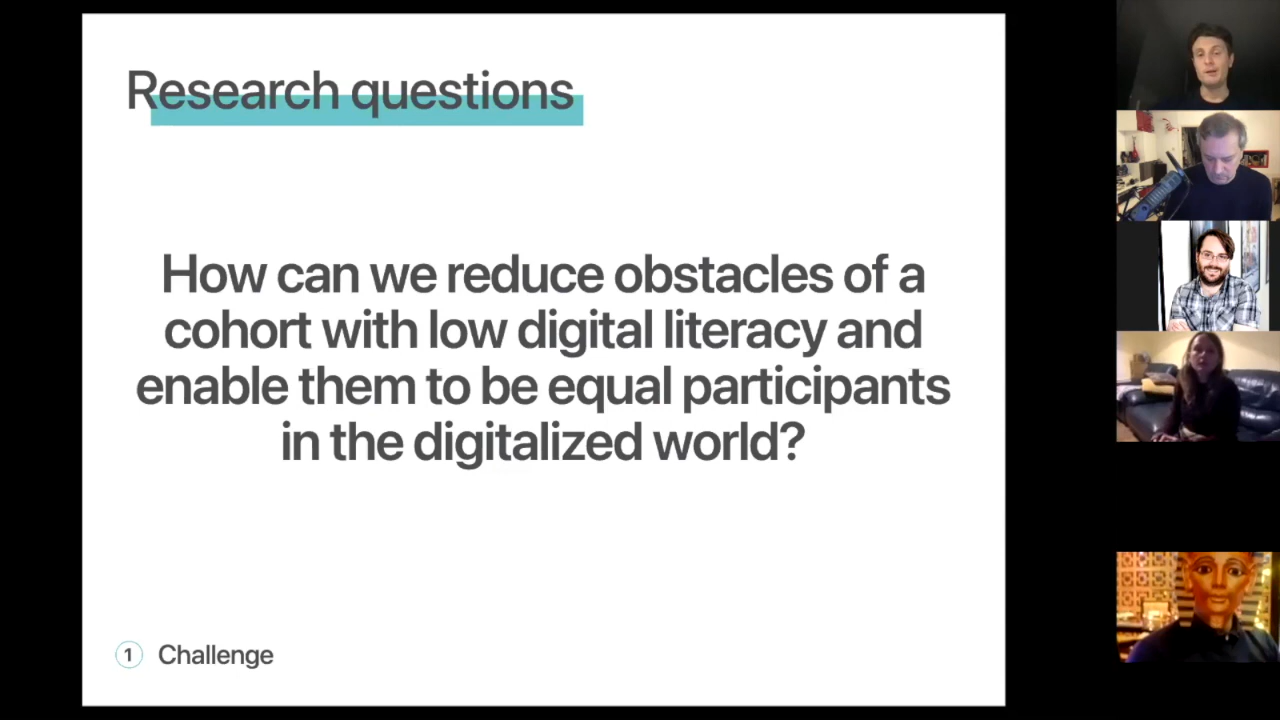 Research questions
How can we reduce obstacles of a
cohort with low digital literacy and
enable them to be equal participants
in the digitalized world?
1 Challenge